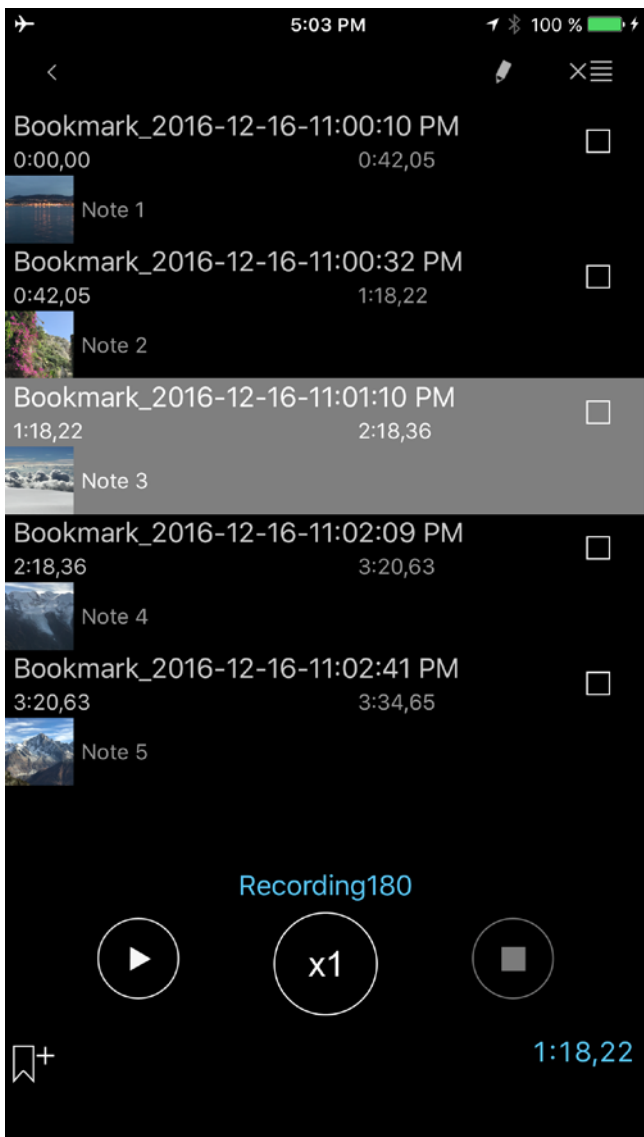 5:03 PM 100 %
Bookmark_2016-12-16-11:00:10 PM
0:00,00 0:42,05
Note 1
Bookmark_2016-12-16-11:00:32 PM
0:42,05 1:18,22
Note 2
Bookmark_2016-12-16-11:01:10 PM
1:18,22 2:18,36
Note 3
Bookmark_2016-12-16-11:02:09 PM
2:18,36 3:20,63
Note 4
Bookmark_2016-12-16-11:02:41 PM
3:20,63 3:34,65
Note 5
Recording180
x1
1:18,22